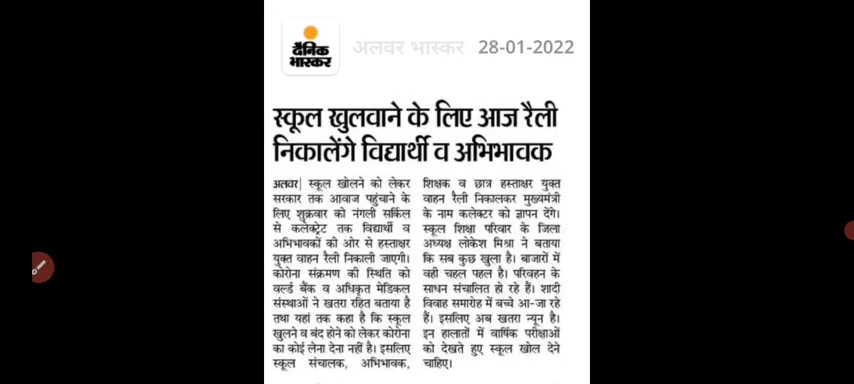 दैनिक
भास्कर
अलवर भास्कर 28-01-2022
स्कूल खुलवाने के लिए आज रैली
निकालेंगे विद्यार्थी व अभिभावक
अलवर| स्कूल खोलने को लेकर
सरकार तक आवाज पहुंचाने के
लिए शुक्रवार को नंगली सर्किल
से कलेक्ट्रेट तक विद्यार्थी व
अभिभावकों की ओर से हस्ताक्षर
युक्त वाहन रैली निकाली जाएगी।
कोरोना संक्रमण की स्थिति को
वर्ल्ड बैंक व अधिकृत मेडिकल
संस्थाओं ने खतरा रहित बताया है
तथा यहां तक कहा है कि स्कूल
खुलने व बंद होने को लेकर कोरोना
का कोई लेना देना नहीं है। इसलिए
स्कूल संचालक, अभिभावक,
शिक्षक व छात्र हस्ताक्षर युक्त
वाहन रैली निकालकर मुख्यमंत्री
के नाम कलेक्टर को ज्ञापन देंगे।
स्कूल शिक्षा परिवार के जिला
अध्यक्ष लोकेश मिश्रा ने बताया
कि सब कुछ खुला है। बाजारों में
वही चहल पहल है। परिवहन के
साधन संचालित हो रहे हैं। शादी
विवाह समारोह में बच्चे आ-जा रहे
हैं। इसलिए अब खतरा न्यून है।
इन हालातों में वार्षिक परीक्षाओं
को देखते हुए स्कूल खोल देने
चाहिए।